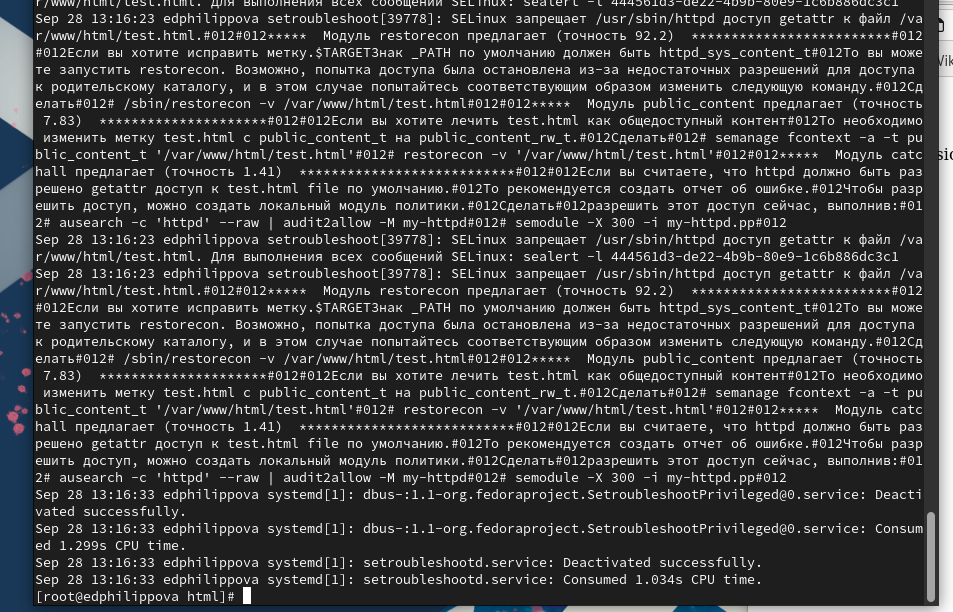 r/www/html/test.html. Для выполнения всех сообщений SELinux: sealert -l 444561d3-de22-4b9b-80e9-1c6b886dc3c1
Sep 28 13:16:23 edphilippova setroubleshoot[39778]: SELinux запрещает /usr/sbin/httpd доступ getattr к файл /va
r/www/html/test.html.#012#012*****  Модуль restorecon предлагает (точность 92.2)  *************************#012
#012Если вы хотите исправить метку.$TARGETЗнак _PATH по умолчанию должен быть httpd_sys_content_t#012То вы може
те запустить restorecon. Возможно, попытка доступа была остановлена из-за недостаточных разрешений для доступа
к родительскому каталогу, и в этом случае попытайтесь соответствующим образом изменить следующую команду.#012Сд
елать#012# /sbin/restorecon -v /var/www/html/test.html#012#012*****  Модуль public_content предлагает (точность
7.83)  ********************#012#012Если вы хотите лечить test.html как общедоступный контент#012То необходимо
изменить метку test.html с public_content_t на public_content_rw_t.#012Сделать#012# semanage fcontext -a -t pu
blic_content_t '/var/www/html/test.html'#012# restorecon -v '/var/www/html/test.html'#012#012*****  Модуль catc
hall предлагает (точность 1.41)  **************************#012#012Если вы считаете, что httpd должно быть раз
решено getattr доступ к test.html file по умолчанию.#012То рекомендуется создать отчет об ошибке.#012Чтобы разр
ешить доступ, можно создать локальный модуль политики.#012Сделать#012разрешить этот доступ сейчас, выполнив:#01
2# ausearch -c 'httpd' --raw | audit2allow -M my-httpd#012# semodule -X 300 -i my-httpd.pp#012
Sep 28 13:16:23 edphilippova setroubleshoot[39778]: SELinux запрещает /usr/sbin/httpd доступ getattr к файл /va
r/www/html/test.html. Для выполнения всех сообщений SELinux: sealert -l 444561d3-de22-4b9b-80e9-1c6b886dc3c1
Sep 28 13:16:23 edphilippova setroubleshoot[39778]: SELinux запрещает /usr/sbin/httpd доступ getattr к файл /va
r/www/html/test.html.#012#012*****  Модуль restorecon предлагает (точность 92.2)  *************************#012
#012Если вы хотите исправить метку.$TARGETЗнак _PATH по умолчанию должен быть httpd_sys_content_t#012То вы може
те запустить restorecon. Возможно, попытка доступа была остановлена из-за недостаточных разрешений для доступа
к родительскому каталогу, и в этом случае попытайтесь соответствующим образом изменить следующую команду.#012Сд
елать#012# /sbin/restorecon -v /var/www/html/test.html#012#012*****  Модуль public_content предлагает (точность
7.83)  ********************#012#012Если вы хотите лечить test.html как общедоступный контент#012То необходимо
изменить метку test.html с public_content_t на public_content_rw_t.#012Сделать#012# semanage fcontext -a -t pu
blic_content_t '/var/www/html/test.html'#012# restorecon -v '/var/www/html/test.html'#012#012*****  Модуль catc
hall предлагает (точность 1.41)  **************************#012#012Если вы считаете, что httpd должно быть раз
решено getattr доступ к test.html file по умолчанию.#012То рекомендуется создать отчет об ошибке.#012Чтобы разр
ешить доступ, можно создать локальный модуль политики.#012Сделать#012разрешить этот доступ сейчас, выполнив:#01
2# ausearch -c 'httpd' --raw | audit2allow -M my-httpd#012# semodule -X 300 -i my-httpd.pp#012
Sep 28 13:16:33 edphilippova systemd[1]: dbus-:1.1-org.fedoraproject.SetroubleshootPrivileged@0.service: Deacti
vated successfully.
Sep 28 13:16:33 edphilippova systemd[1]: dbus-:1.1-org.fedoraproject.SetroubleshootPrivileged@0.service: Consum
ed 1.299s CPU time.
Sep 28 13:16:33 edphilippova systemd[1]: setroubleshootd.service: Deactivated successfully.
Sep 28 13:16:33 edphilippova systemd[1]: setroubleshootd.service: Consumed 1.034s CPU time.
[root@edphilippova html]#